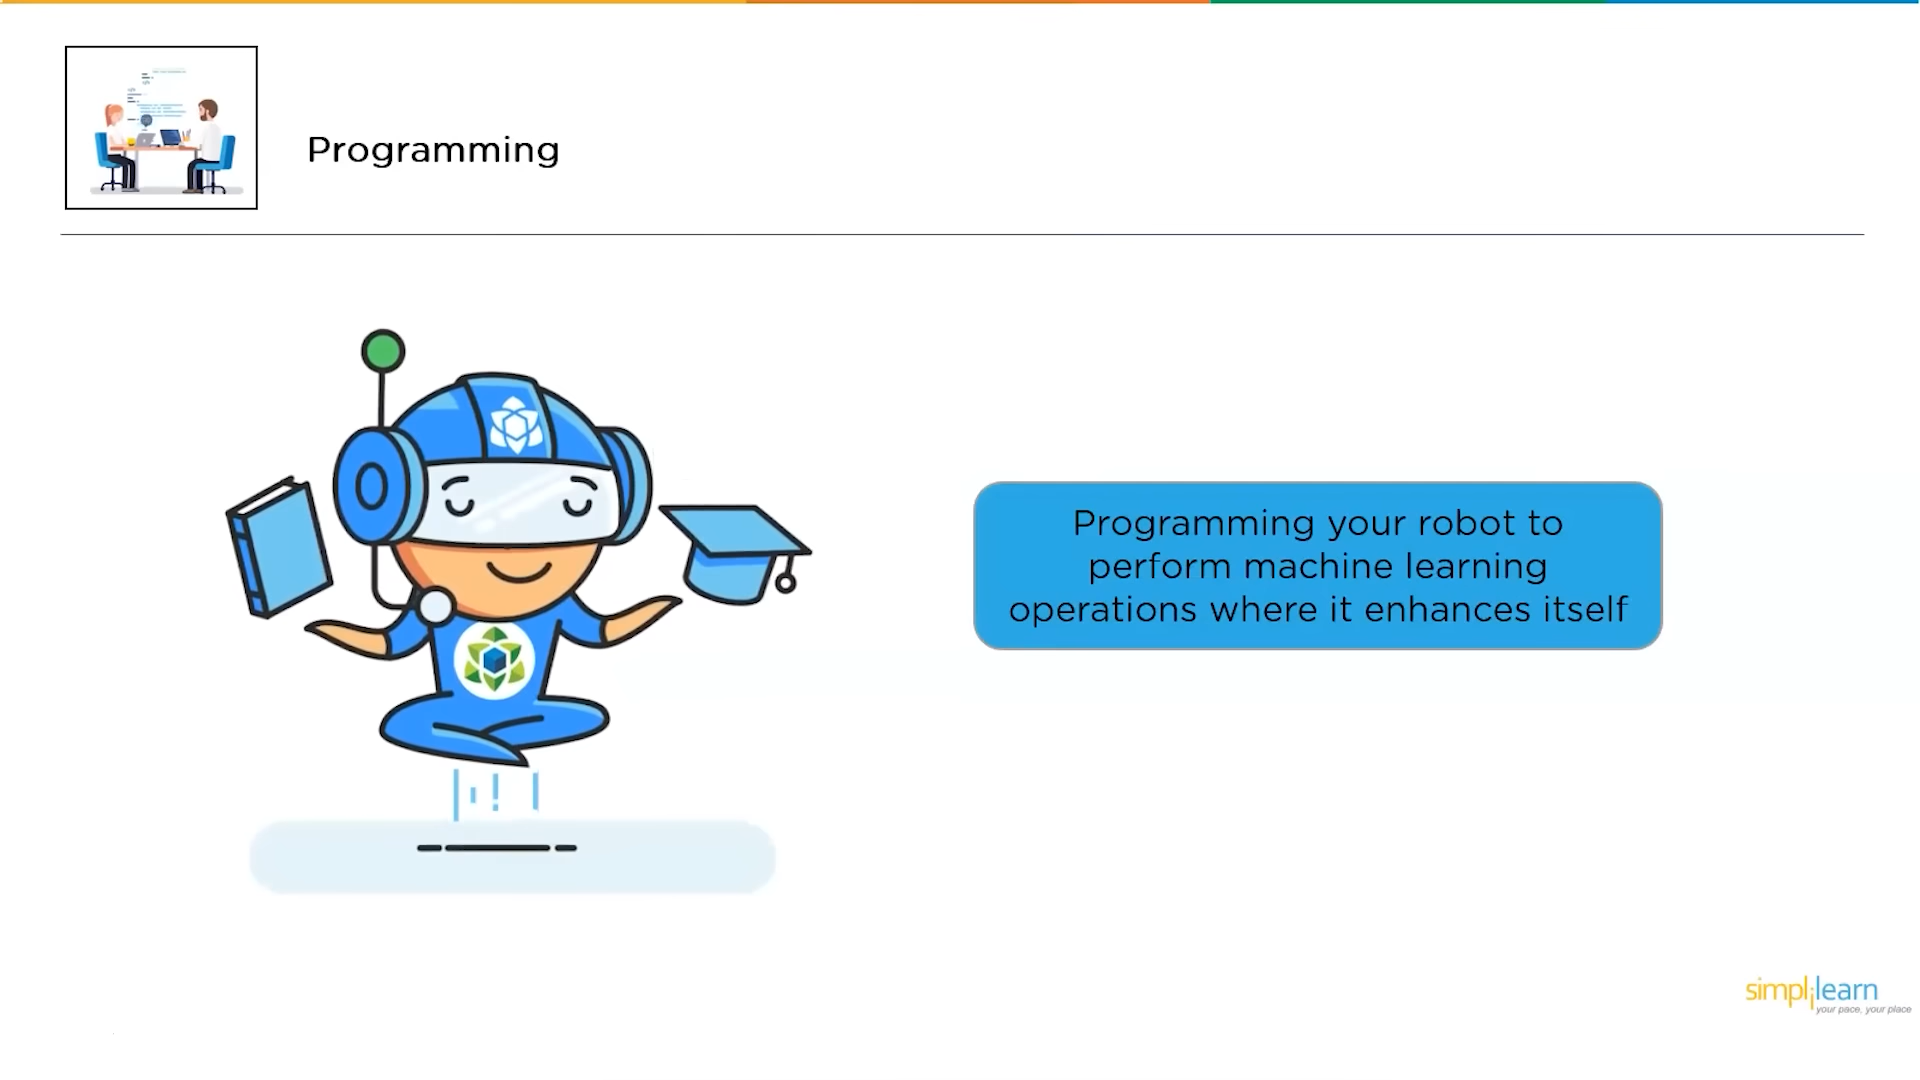 Programming
Programming your robot to
perform machine learning
operations where it enhances itself
simplilearn
your pace, your place